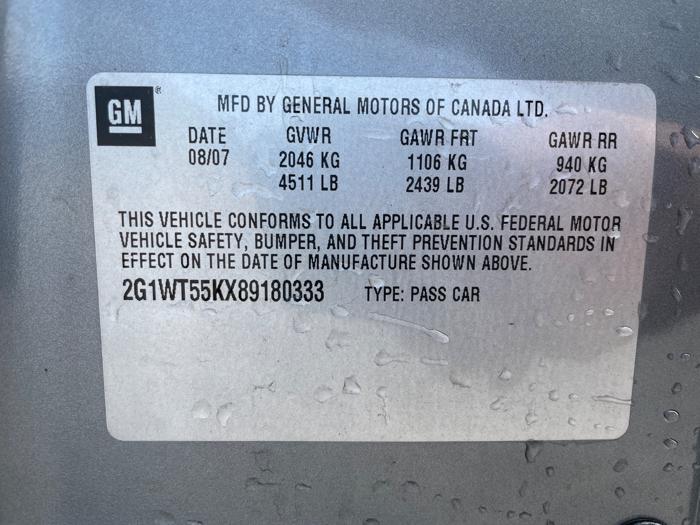 GM ®
MFD BY GENERAL MOTORS OF CANADA LTD.
DATE GVWR GAWR FRT GAWR RR
08/07 2046 KG 1106 KG 940 KG
4511 LB 2439 LB 2072 LB
THIS VEHICLE CONFORMS TO ALL APPLICABLE U.S. FEDERAL MOTOR
VEHICLE SAFETY, BUMPER, AND THEFT PREVENTION STANDARDS IN
EFFECT ON THE DATE OF MANUFACTURE SHOWN ABOVE.
2G1WT55KX89180333 TYPE: PASS CAR